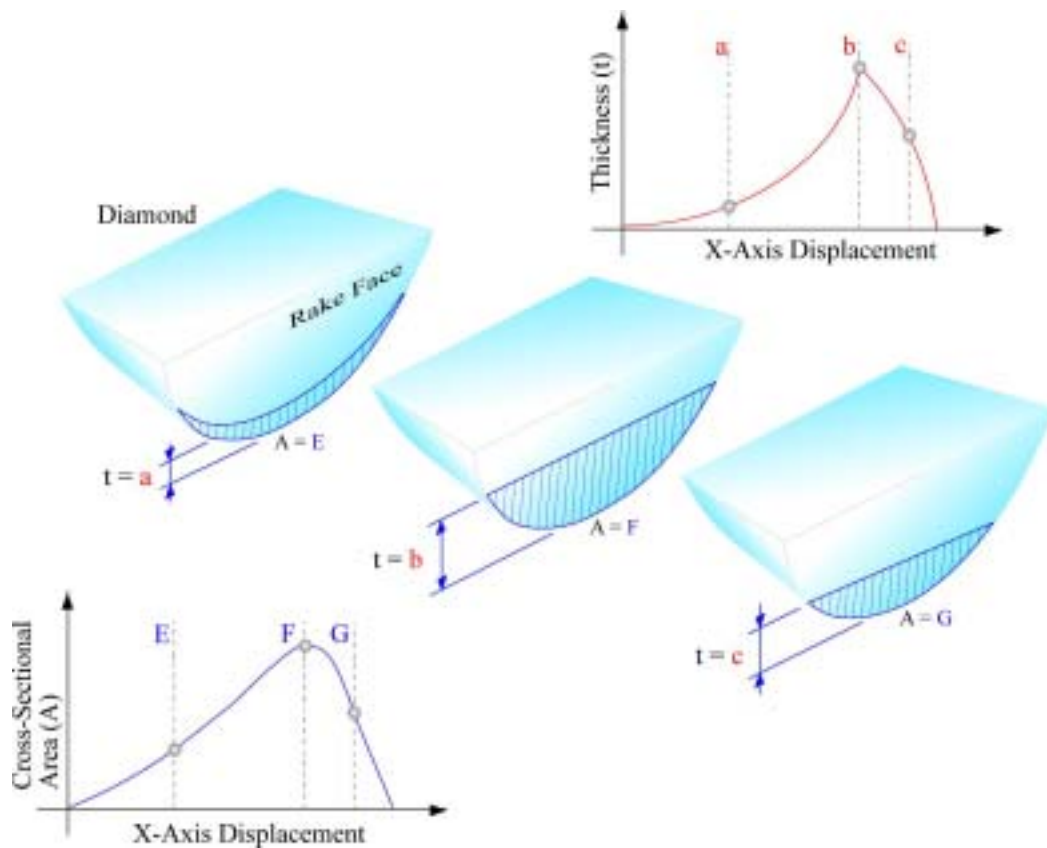 a b c
Thickness (t)
X-Axis Displacement
Diamond
Rake Face
A = E
t = a
A = F
t = b
A = G
t = c
E F G
Cross-Sectional
Area (A)
X-Axis Displacement